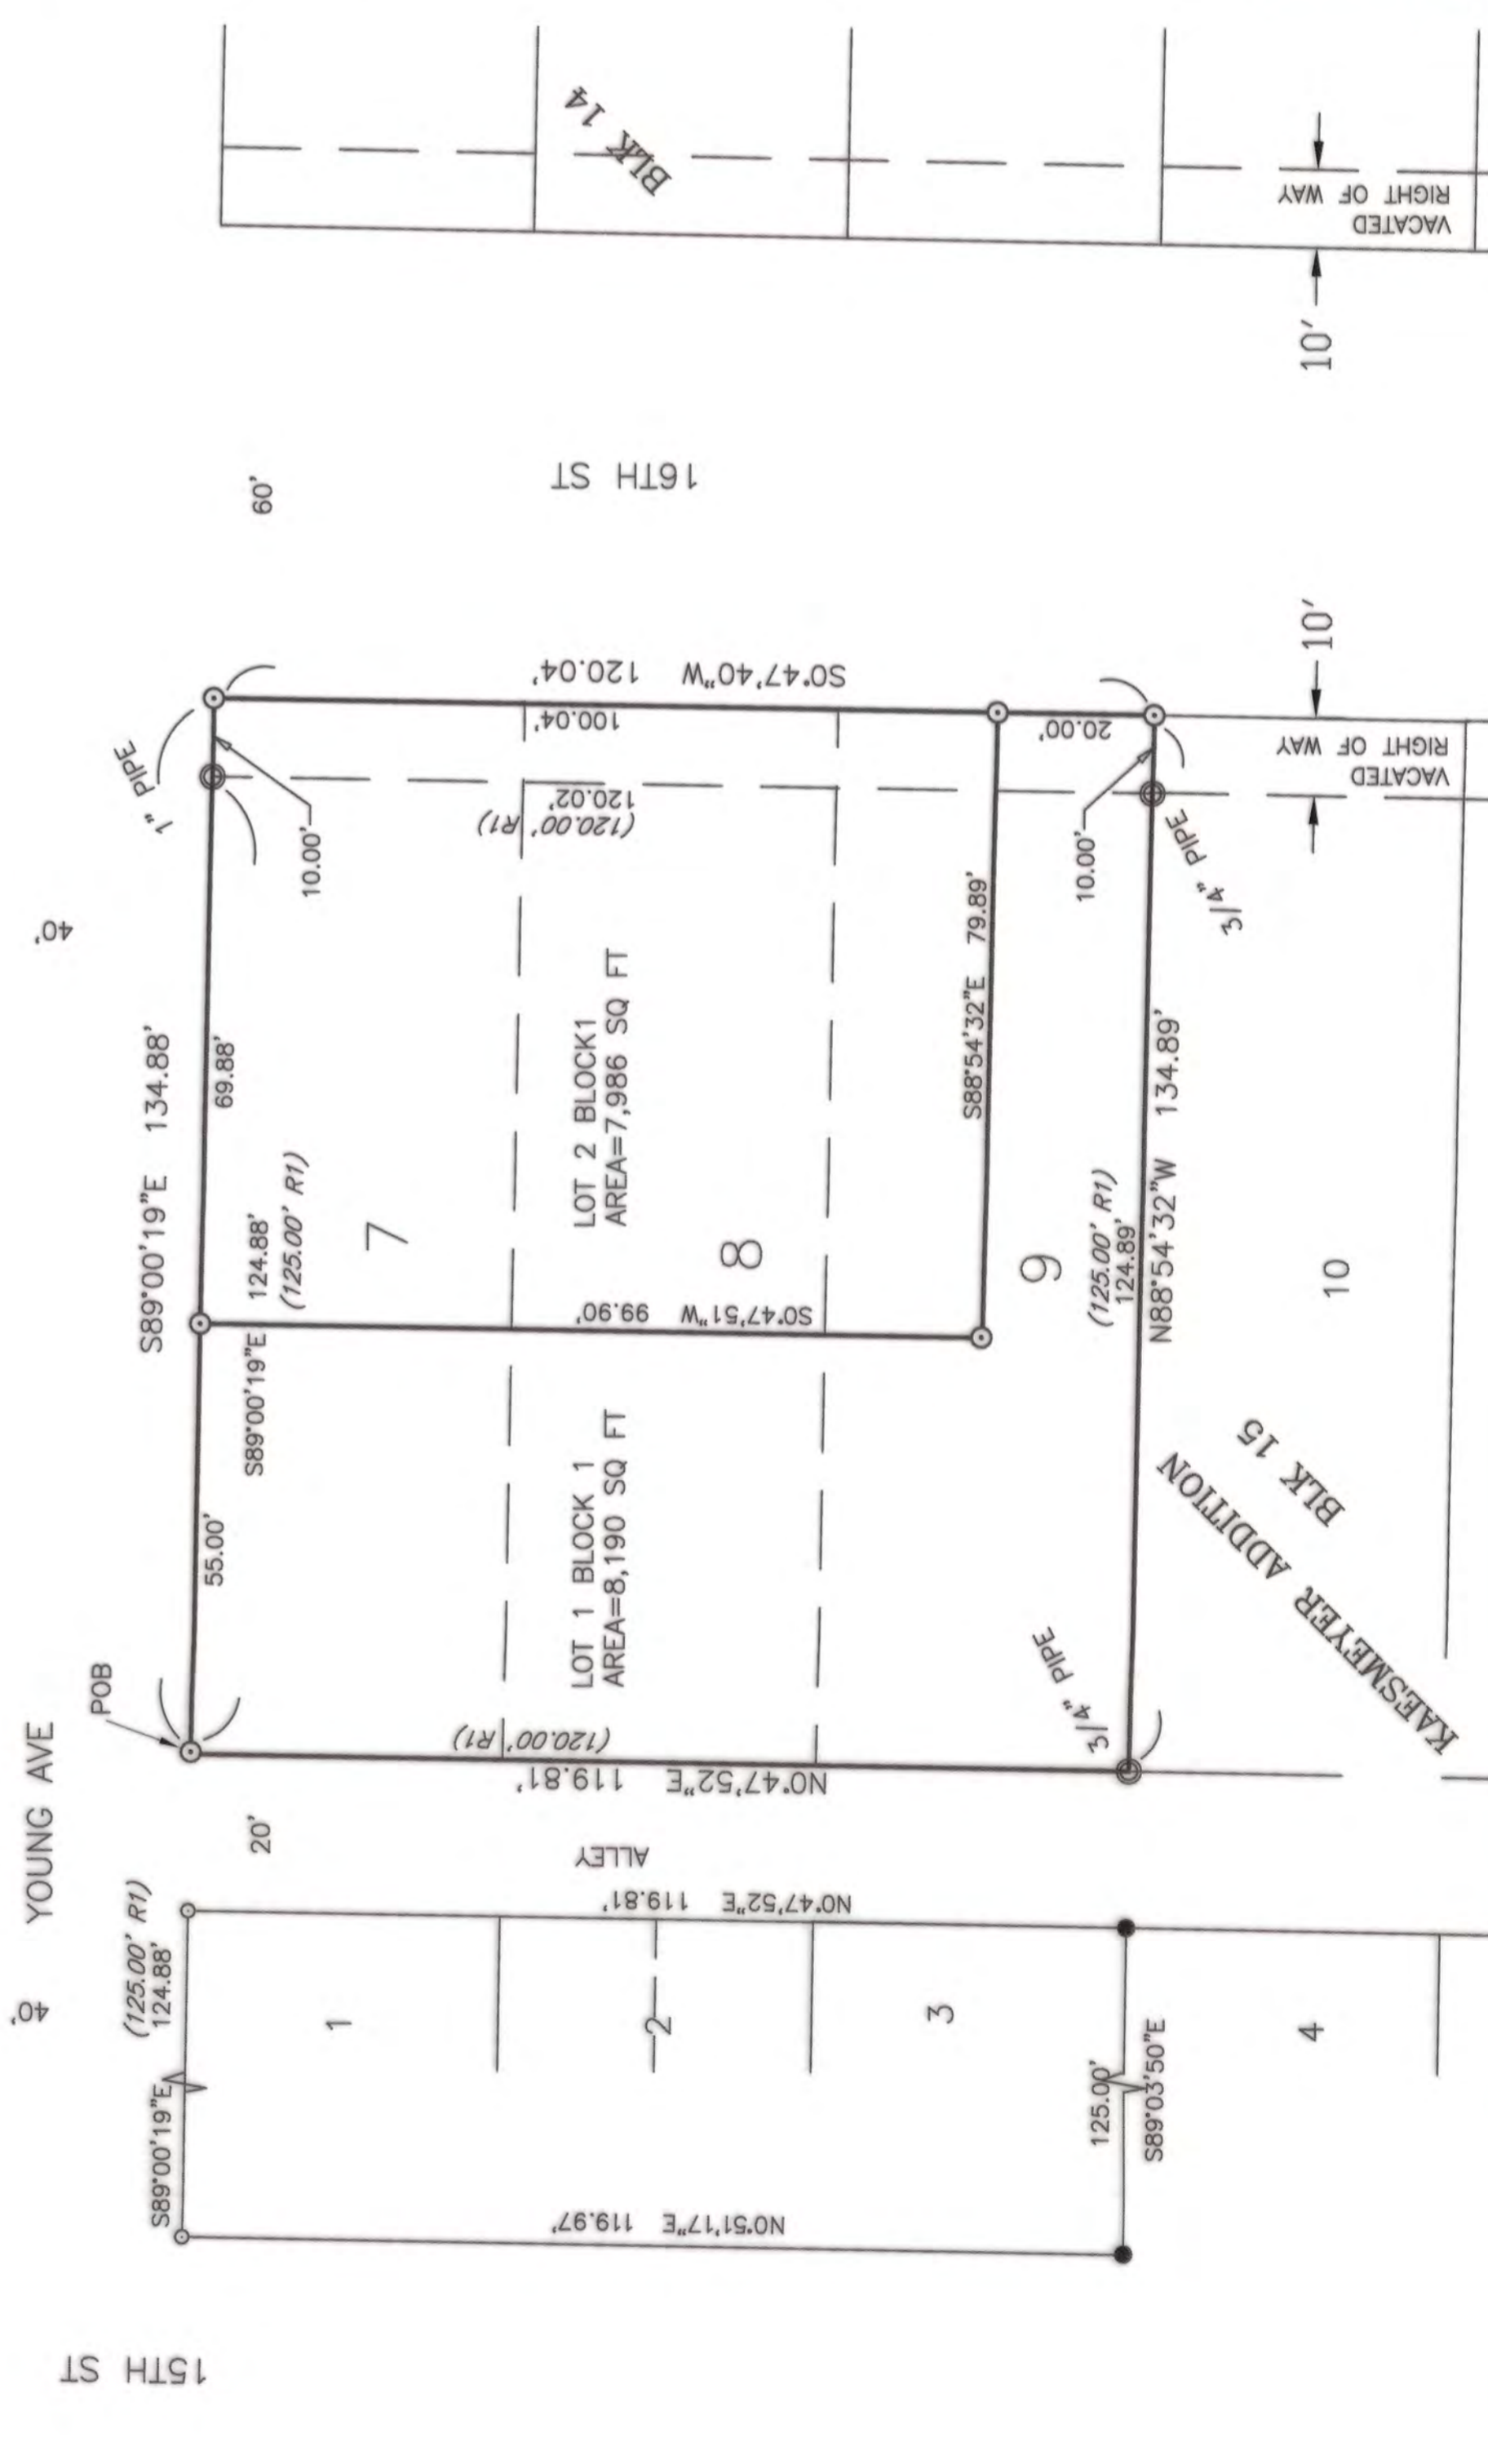 YOUNG AVE
40'
40'
15TH ST
16TH ST
60'
20'
ALLEY
POB
S89°00'19"E 134.88'
55.00'
69.88'
S89°00'19"E 124.88'
(125.00' R1)
1" PIPE
10.00'
S89°00'19"E
(125.00' R1)
124.88'
N0°51'17"E 119.97'
N0°47'52"E 119.81'
1
2
3
4
125.00'
S89°03'50"E
N0°47'52"E 119.81'
(120.00' R1)
LOT 1 BLOCK 1
AREA=8,190 SQ FT
S0°47'51"W 99.90'
LOT 2 BLOCK1
AREA=7,986 SQ FT
7
8
9
10
120.02'
(120.00' R1)
S0°47'40"W 120.04'
100.04'
20.00'
S88°54'32"E 79.89'
10.00'
3/4" PIPE
3/4" PIPE
(125.00' R1)
124.89'
N88°54'32"W 134.89'
KAESMEYER ADDITION
BLK 15
VACATED
RIGHT OF WAY
10'
10'
VACATED
RIGHT OF WAY
BLK 14